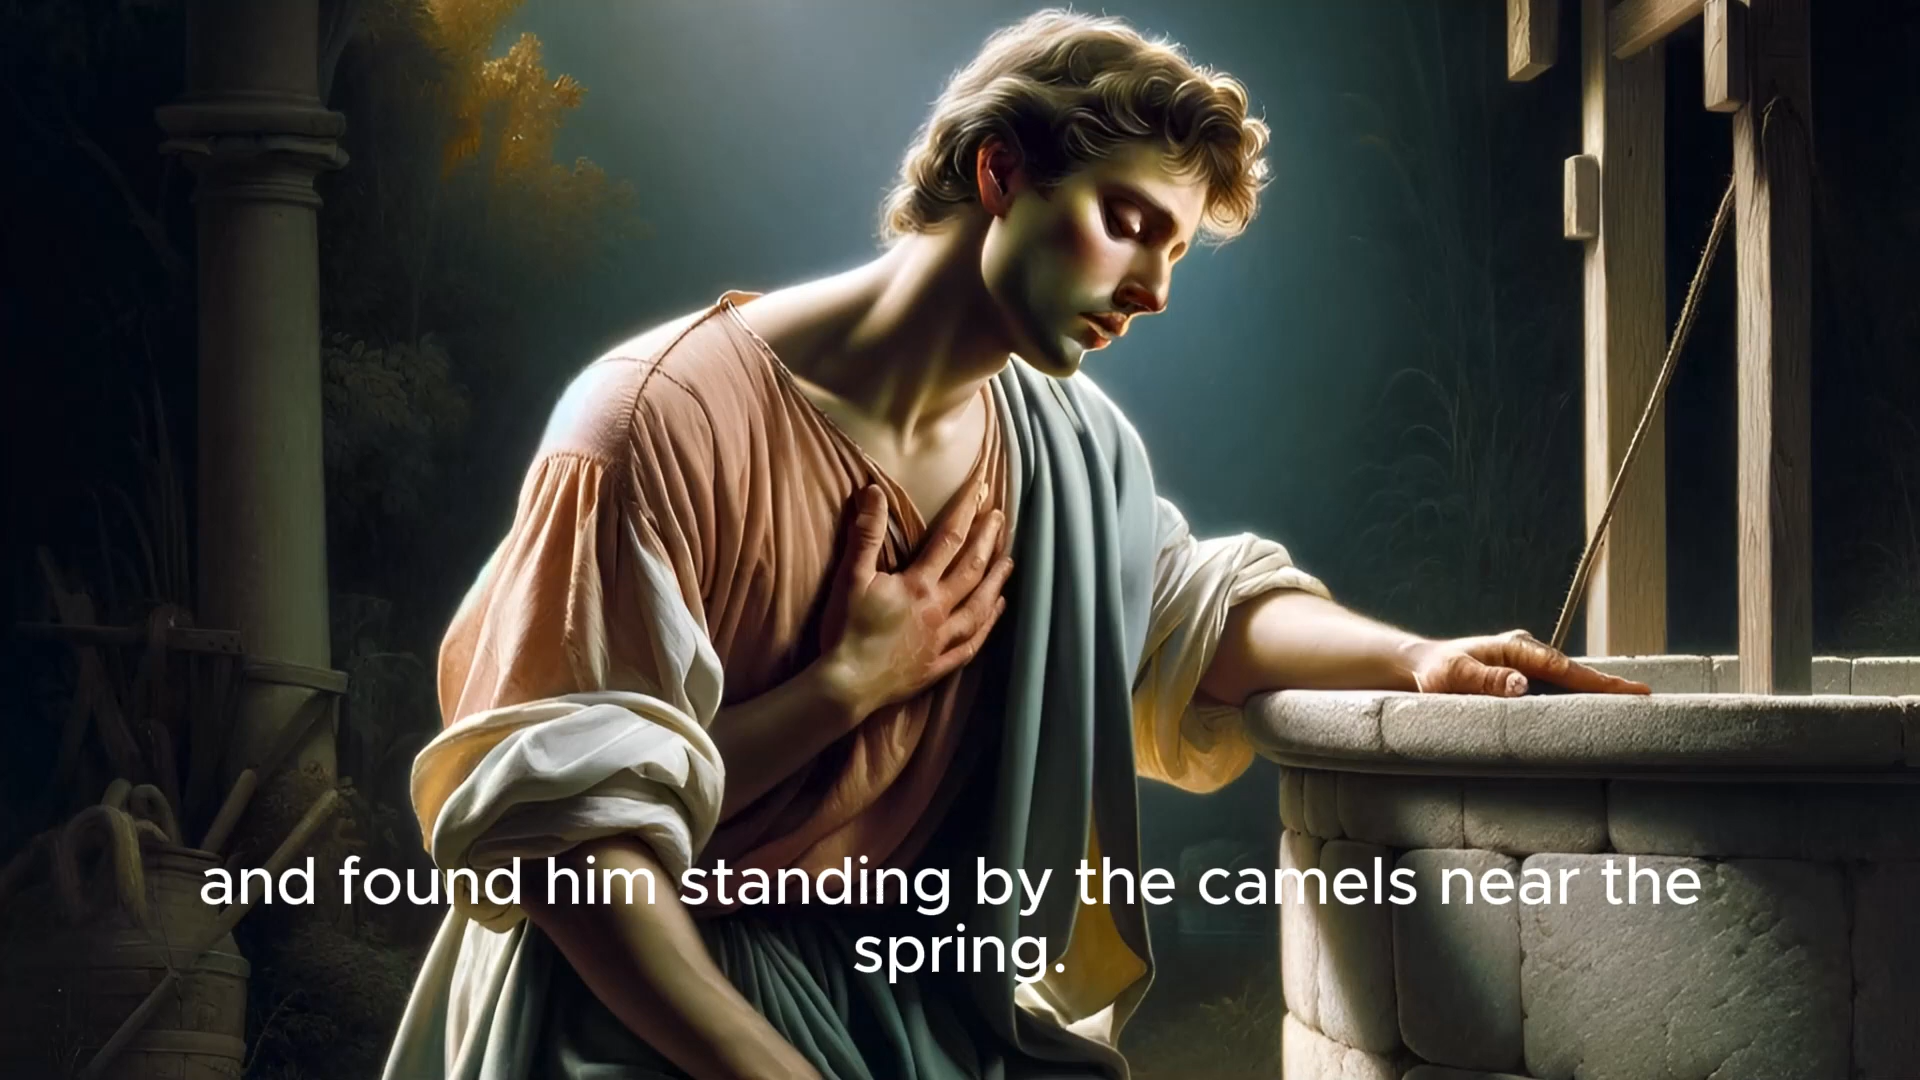 and found him standing by the camels near the
spring.